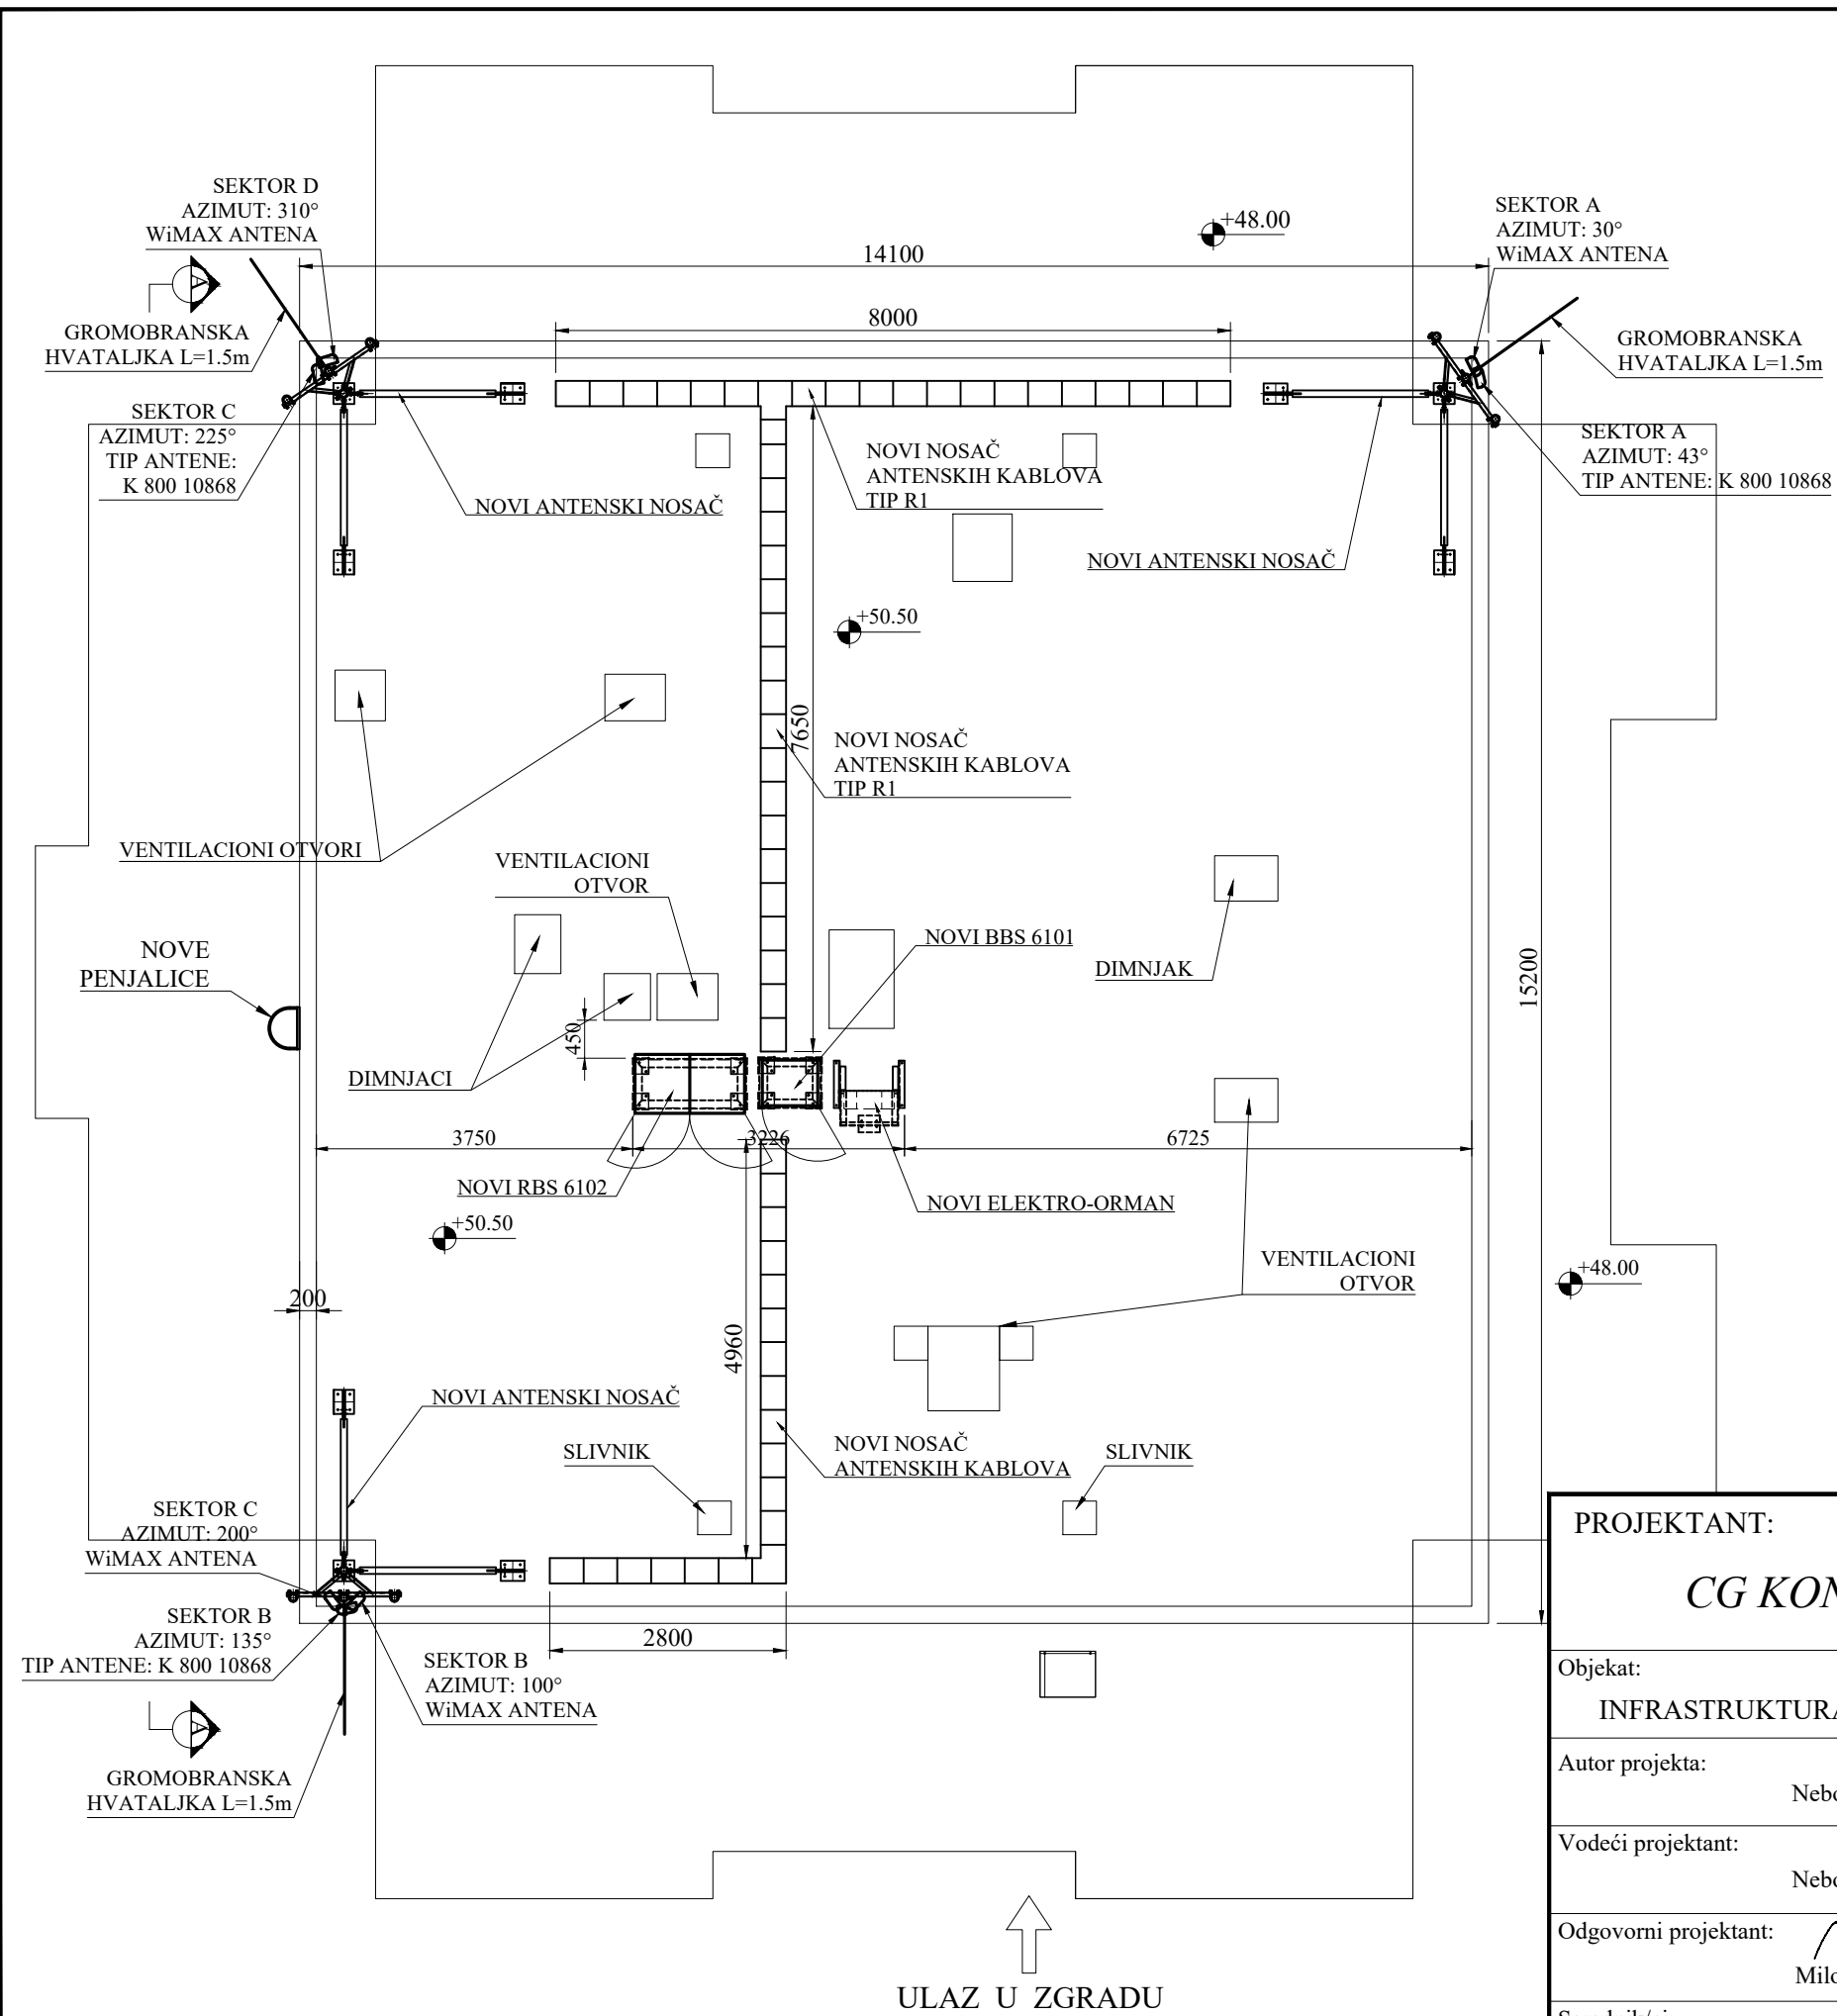 SEKTOR D
AZIMUT: 310°
WiMAX ANTENA
+48.00
SEKTOR A
AZIMUT: 30°
WiMAX ANTENA
14100
A
GROMOBRANSKA
HVATALJKA L=1.5m
8000
GROMOBRANSKA
HVATALJKA L=1.5m
SEKTOR C
AZIMUT: 225°
TIP ANTENE:
K 800 10868
NOVI ANTENSKI NOSAČ
NOVI NOSAČ
ANTENSKIH KABLOVA
TIP R1
SEKTOR A
AZIMUT: 43°
TIP ANTENE: K 800 10868
NOVI ANTENSKI NOSAČ
+50.50
7650
NOVI NOSAČ
ANTENSKIH KABLOVA
TIP R1
VENTILACIONI OTVORI
VENTILACIONI
OTVOR
NOVE
PENJALICE
NOVI BBS 6101
DIMNJAK
15200
450
DIMNJACI
3750
3226
6725
NOVI RBS 6102
NOVI ELEKTRO-ORMAN
+50.50
VENTILACIONI
OTVOR
+48.00
200
4960
NOVI ANTENSKI NOSAČ
SLIVNIK
NOVI NOSAČ
ANTENSKIH KABLOVA
SLIVNIK
SEKTOR C
AZIMUT: 200°
WiMAX ANTENA
SEKTOR B
AZIMUT: 135°
TIP ANTENE: K 800 10868
2800
SEKTOR B
AZIMUT: 100°
WiMAX ANTENA
A
GROMOBRANSKA
HVATALJKA L=1.5m
ULAZ U ZGRADU
PROJEKTANT:
CG KON
Objekat:
INFRASTRUKTURA
Autor projekta:
Nebo
Vodeći projektant:
Nebo
Odgovorni projektant:
Milo